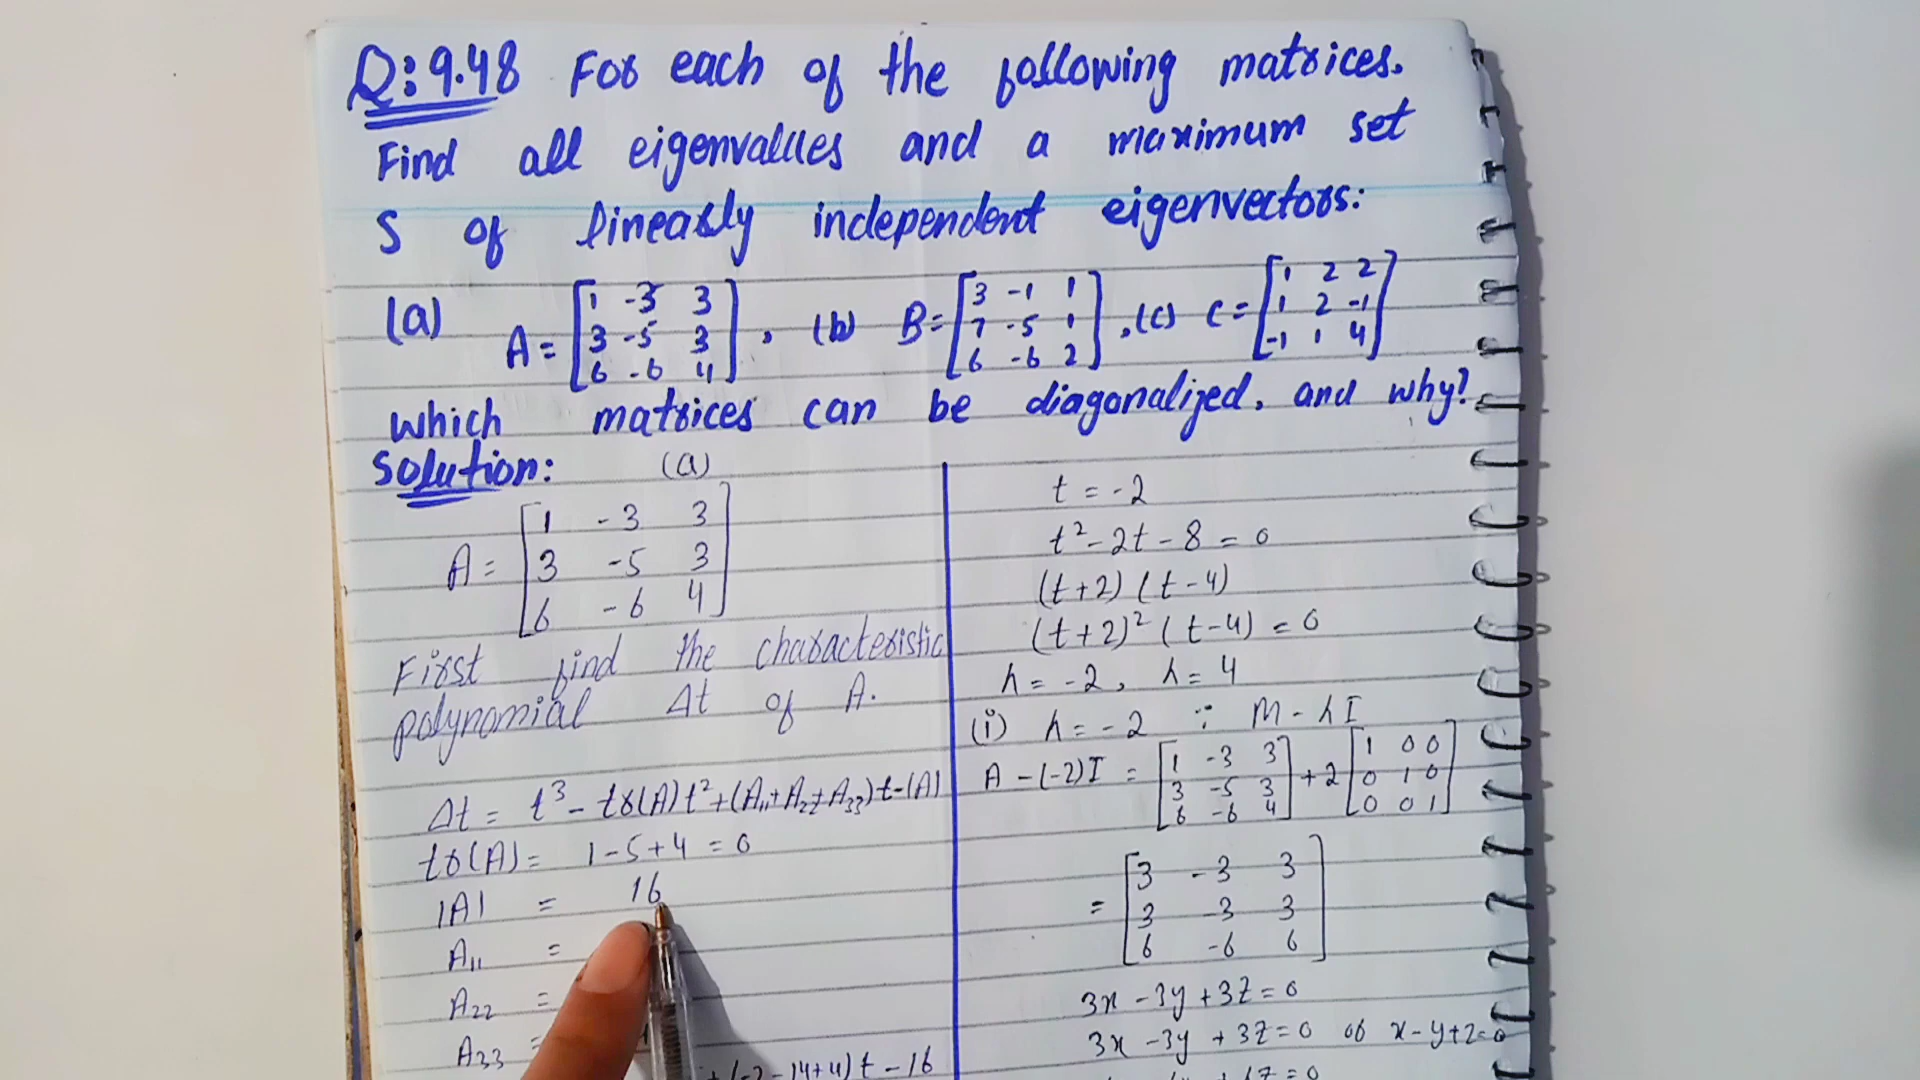 Q:9.48 For each of the following matrices.
Find all eigenvalues and a maximum set
S of linearly independent eigenvectors:
(a) A = [1 -3 3; 3 -5 3; 6 -6 4], (b) B = [3 -1 1; 7 -5 1; 6 -6 2], (c) C = [1 2 2; 1 2 -1; -1 1 4]
Which matrices can be diagonalized, and why?
Solution: (a)
A = [1 -3 3; 3 -5 3; 6 -6 4]
First find the characteristic
polynomial Δt of A.
Δt = t³ - tr(A)t² + (A₁₁+A₂₂+A₃₃)t - |A|
tr(A) = 1-5+4 = 0
|A| = 16
A₁₁ =
A₂₂ =
A₃₃ =
-14+4)t - 16
t = -2
t² - 2t - 8 = 0
(t+2)(t-4)
(t+2)²(t-4) = 0
λ = -2, λ = 4
(i) λ = -2 ∵ M - λI
A - (-2)I = [1 -3 3; 3 -5 3; 6 -6 4] + 2 [1 0 0; 0 1 0; 0 0 1]
= [3 -3 3; 3 -3 3; 6 -6 6]
3x - 3y + 3z = 0
3x - 3y + 3z = 0 or x - y + z = 0